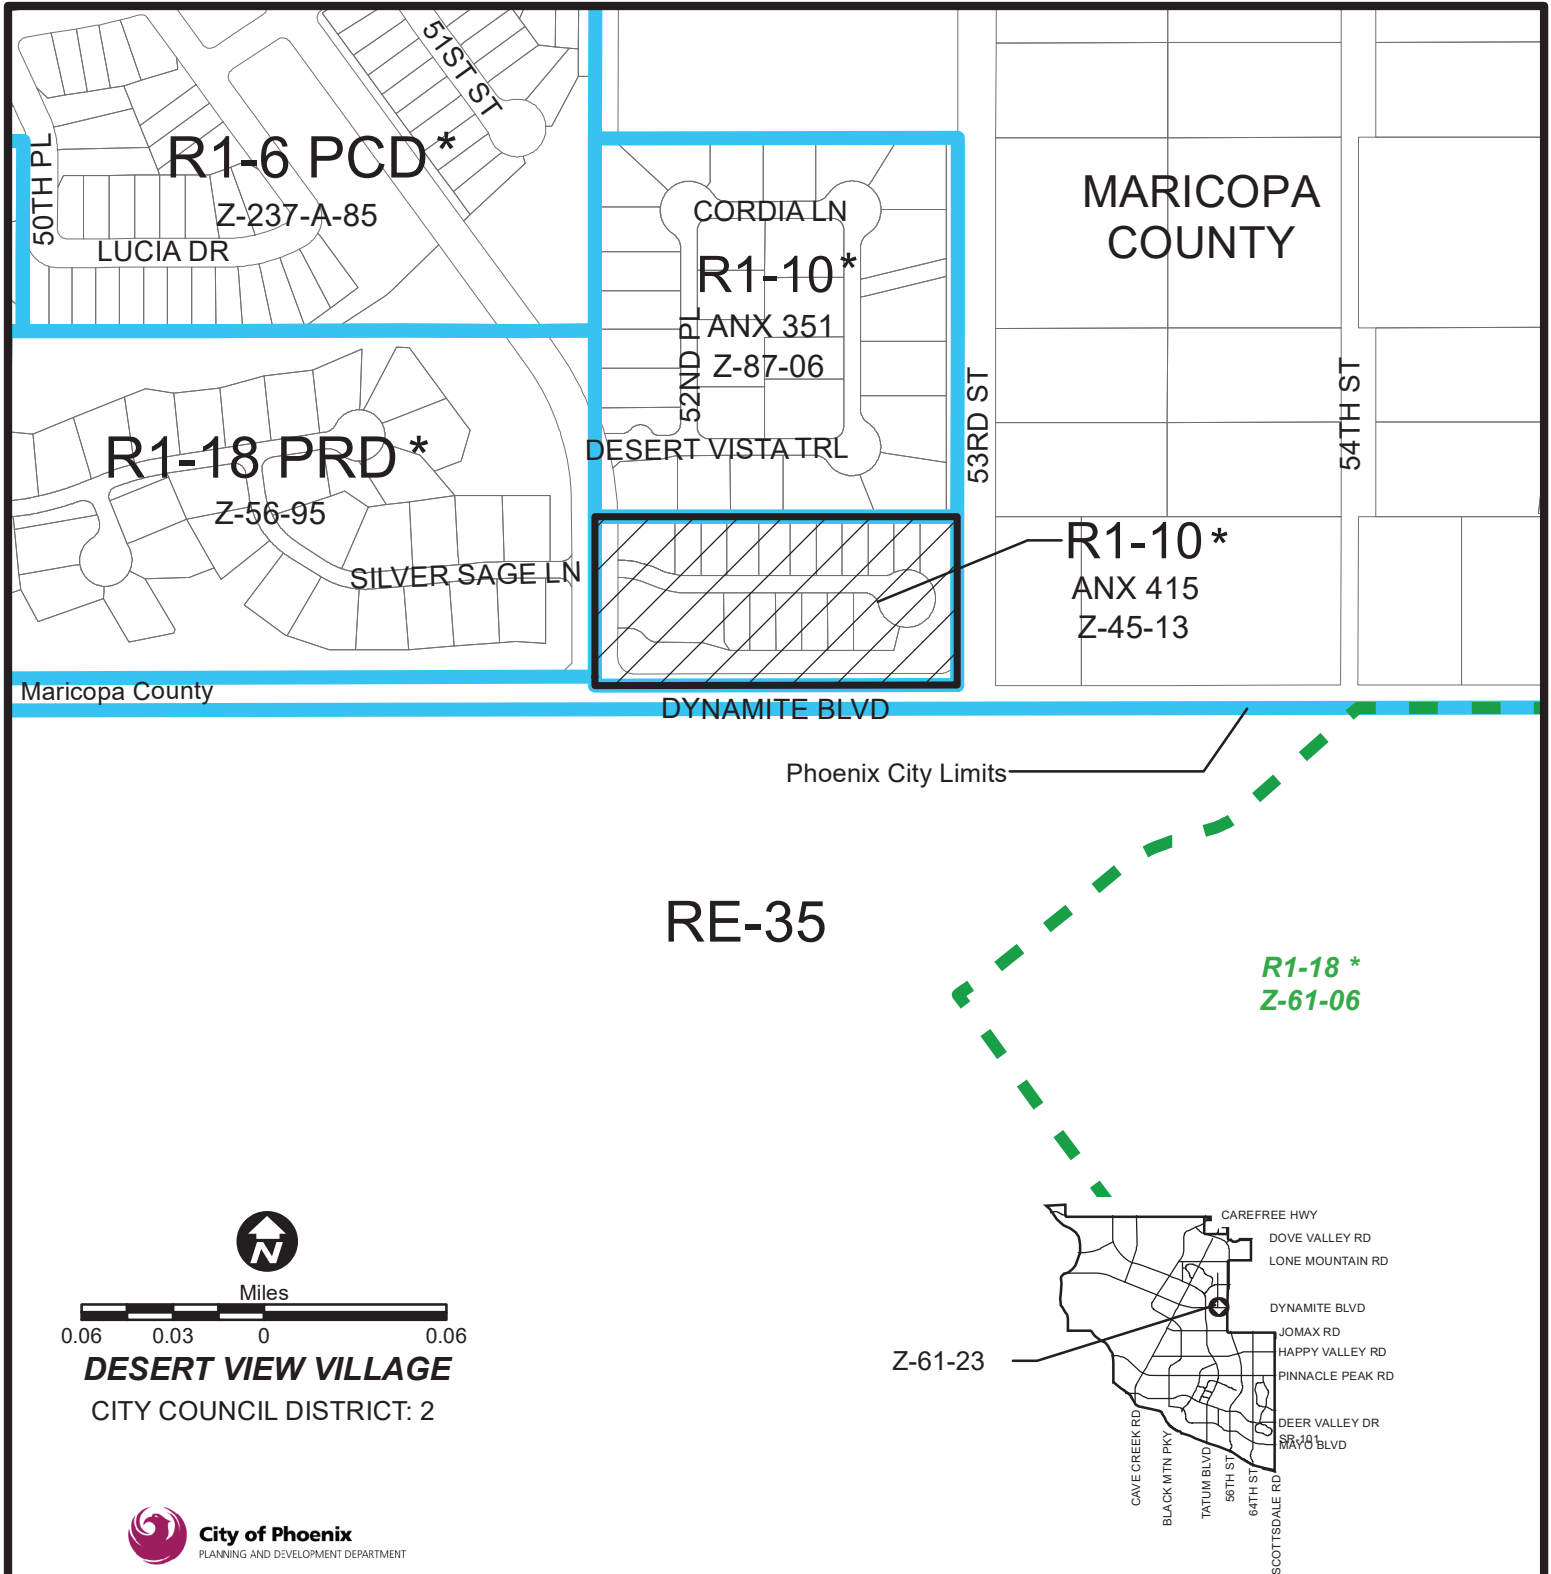 51ST ST
R1-6 PCD *
Z-237-A-85
50TH PL
LUCIA DR
CORDIA LN
R1-10 *
ANX 351
Z-87-06
52ND PL
DESERT VISTA TRL
MARICOPA
COUNTY
53RD ST
54TH ST
R1-18 PRD *
Z-56-95
SILVER SAGE LN
R1-10 *
ANX 415
Z-45-13
Maricopa County
DYNAMITE BLVD
Phoenix City Limits
RE-35
R1-18 *
Z-61-06
N
Miles
0.06 0.03 0 0.06
DESERT VIEW VILLAGE
CITY COUNCIL DISTRICT: 2
City of Phoenix
PLANNING AND DEVELOPMENT DEPARTMENT
Z-61-23
CAREFREE HWY
DOVE VALLEY RD
LONE MOUNTAIN RD
DYNAMITE BLVD
JOMAX RD
HAPPY VALLEY RD
PINNACLE PEAK RD
DEER VALLEY DR
SR-101
MAYO BLVD
CAVE CREEK RD
BLACK MTN PKY
TATUM BLVD
56TH ST
64TH ST
SCOTTSDALE RD